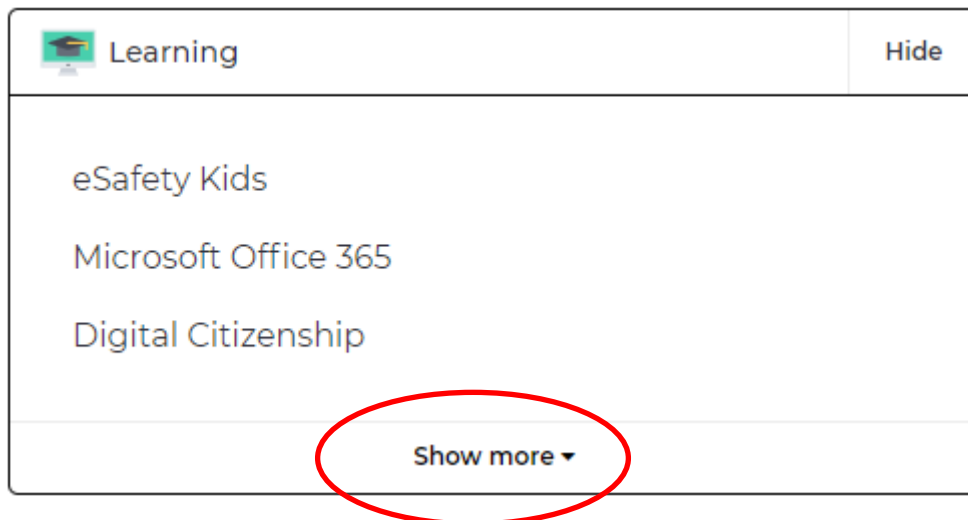 Learning
Hide
eSafety Kids
Microsoft Office 365
Digital Citizenship
Show more